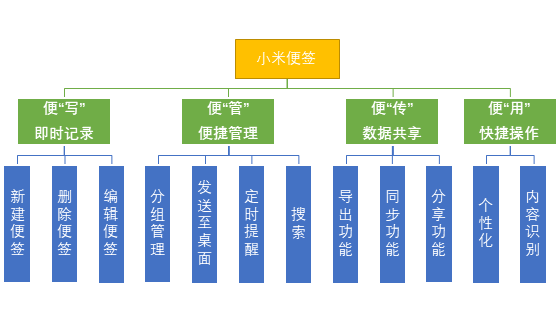 小米便签
便“写”
即时记录
便“管”
便捷管理
便“传”
数据共享
便“用”
快捷操作
新建便签
删除便签
编辑便签
分组管理
发送至桌面
定时提醒
搜索
导出功能
同步功能
分享功能
个性化
内容识别